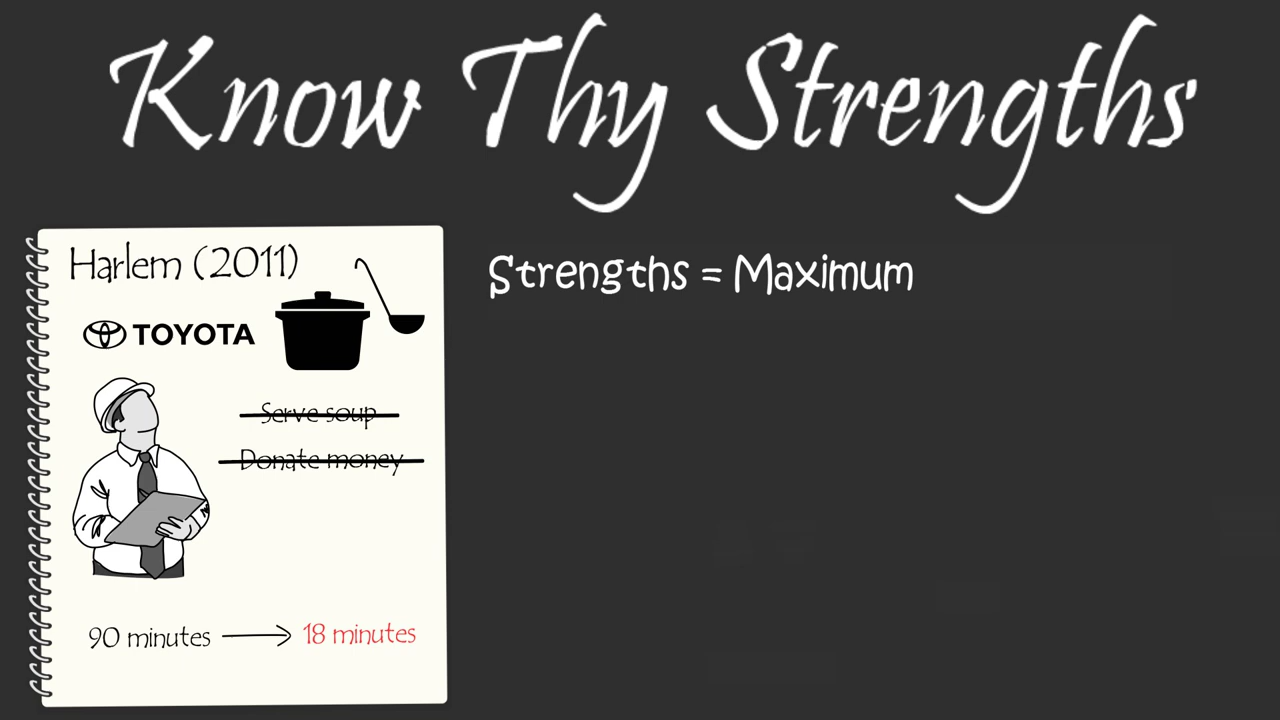 Know Thy Strengths
Harlem (2011)
TOYOTA
Serve soup
Donate money
90 minutes
18 minutes
Strengths = Maximum